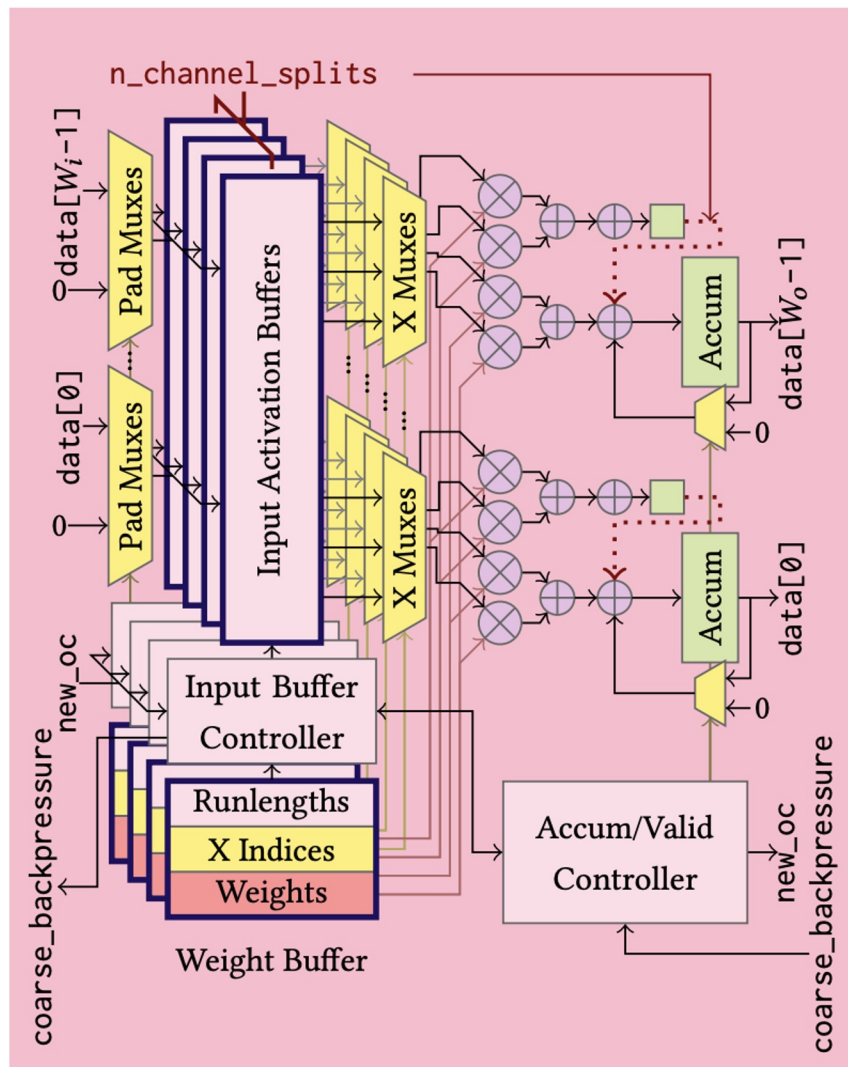 n_channel_splits
data[Wᵢ-1]
0
Pad Muxes
Input Activation Buffers
X Muxes
Accum
data[Wₒ-1]
0
...
...
...
...
...
data[0]
0
Pad Muxes
X Muxes
Accum
data[0]
0
new_oc
Input Buffer
Controller
coarse_backpressure
Runlengths
X Indices
Weights
Weight Buffer
Accum/Valid
Controller
new_oc
coarse_backpressure